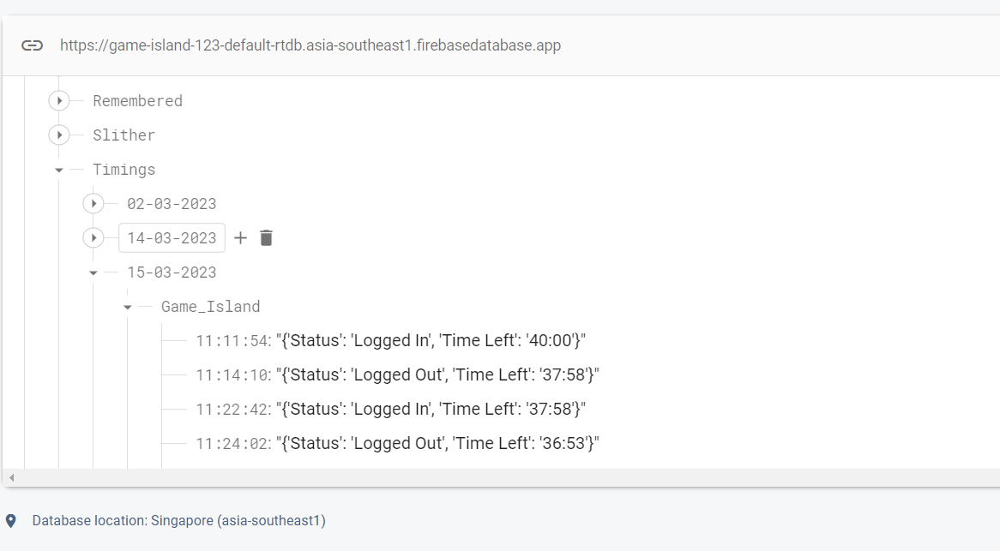 https://game-island-123-default-rtdb.asia-southeast1.firebasedatabase.app
Remembered
Slither
Timings
02-03-2023
14-03-2023
15-03-2023
Game_Island
11:11:54: "{'Status': 'Logged In', 'Time Left': '40:00'}"
11:14:10: "{'Status': 'Logged Out', 'Time Left': '37:58'}"
11:22:42: "{'Status': 'Logged In', 'Time Left': '37:58'}"
11:24:02: "{'Status': 'Logged Out', 'Time Left': '36:53'}"
Database location: Singapore (asia-southeast1)